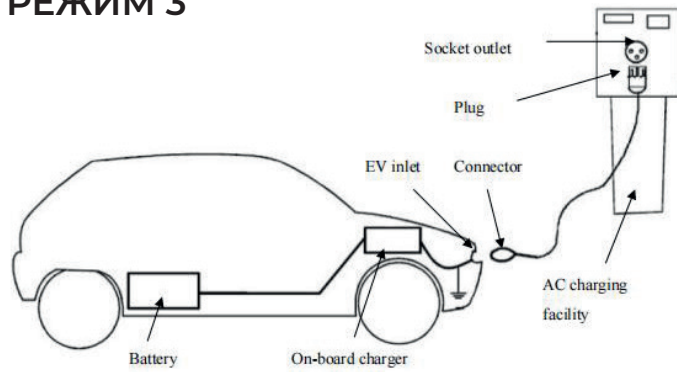 РЕЖИМ 3
Socket outlet
Plug
EV inlet
Connector
AC charging
facility
Battery
On-board charger